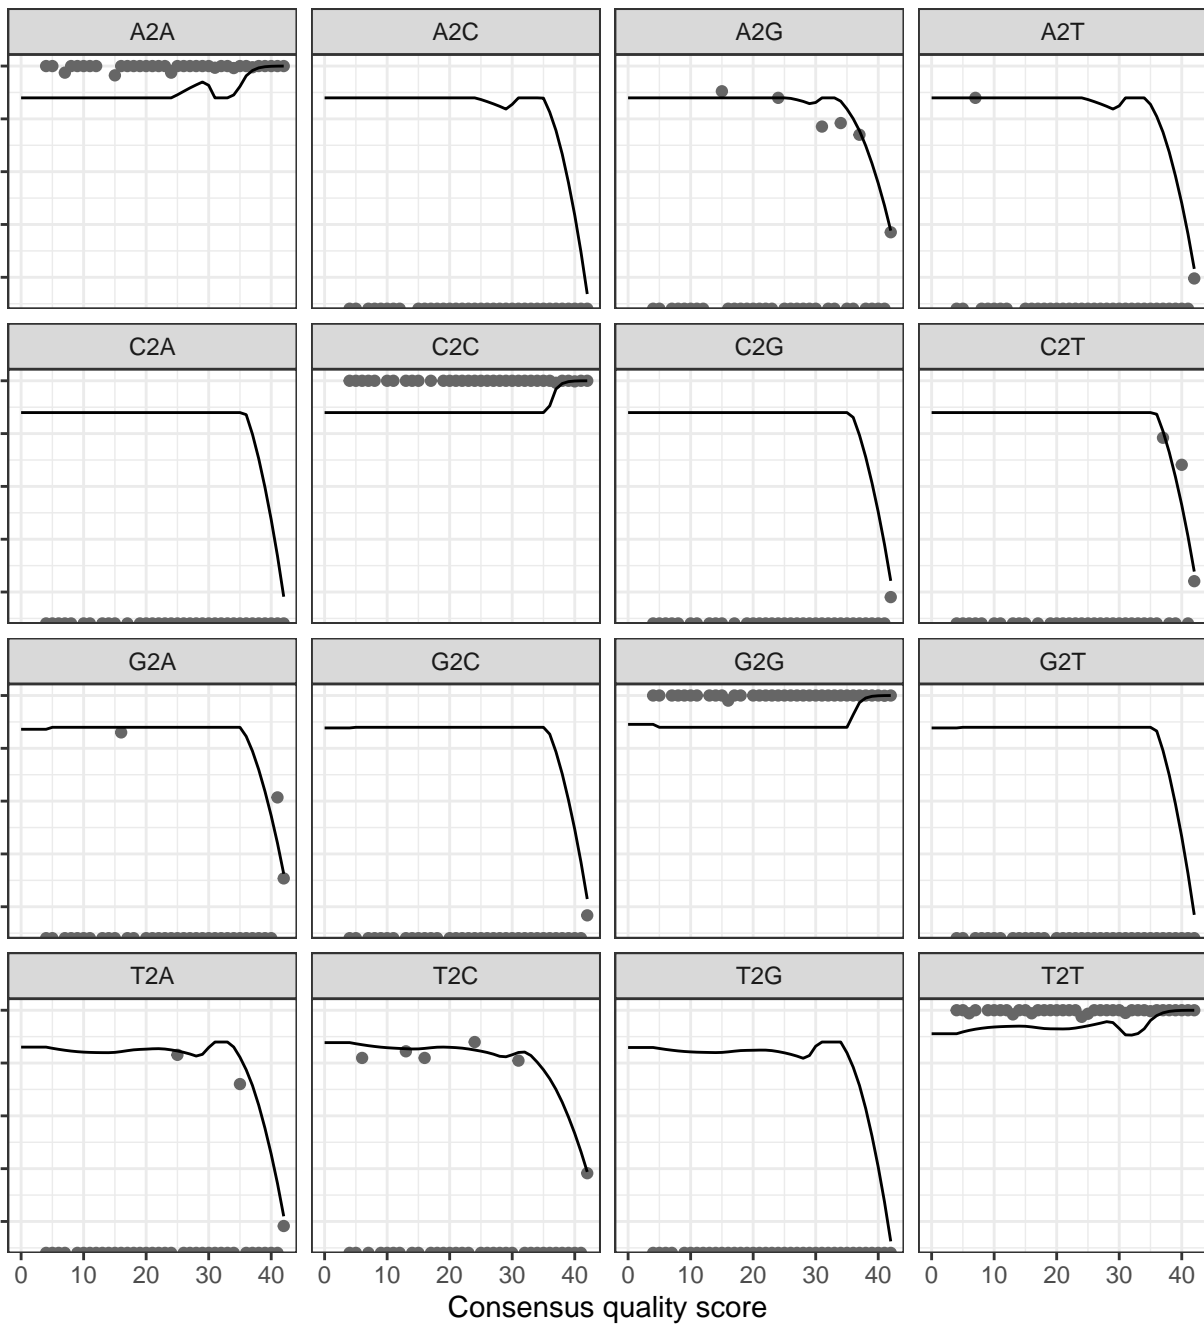 A2A A2C A2G A2T
C2A C2C C2G C2T
G2A G2C G2G G2T
T2A T2C T2G T2T
0 10 20 30 40 0 10 20 30 40 0 10 20 30 40 0 10 20 30 40
Consensus quality score